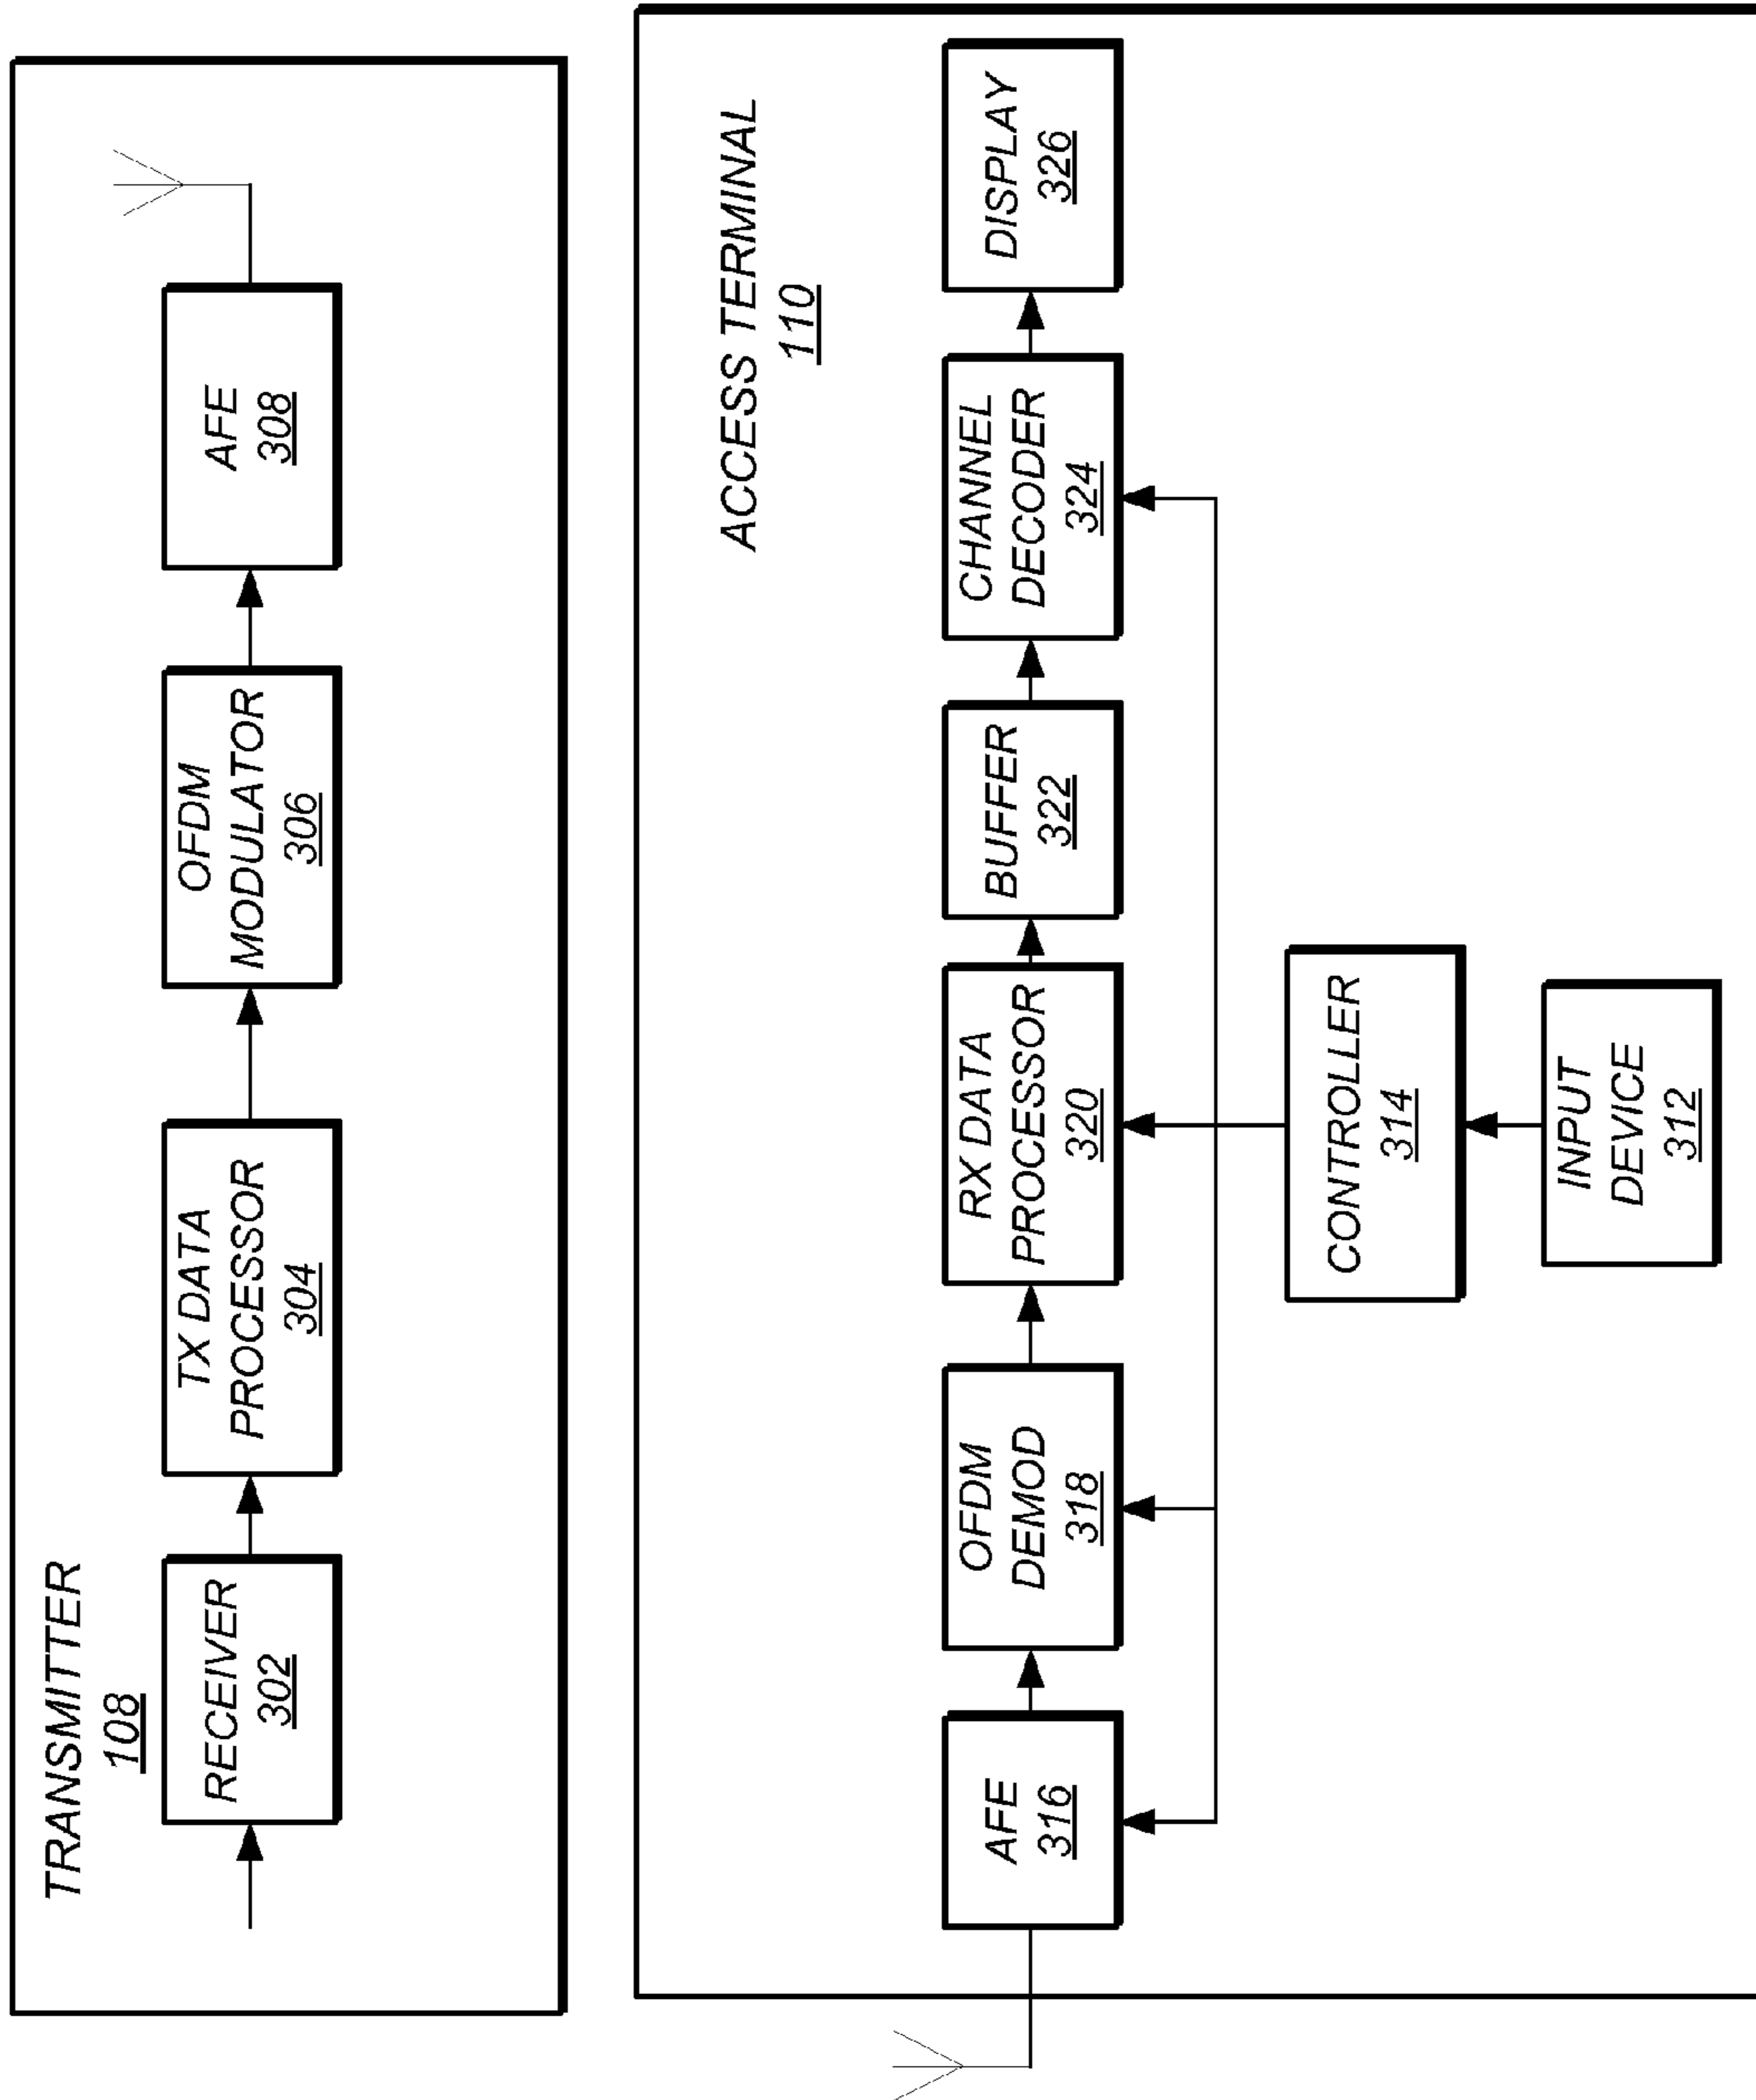 TRANSMITTER
108
RECEIVER
302
TX DATA
PROCESSOR
304
OFDM
MODULATOR
306
AFE
308
ACCESS TERMINAL
110
AFE
316
OFDM
DEMOD
318
RX DATA
PROCESSOR
320
BUFFER
322
CHANNEL
DECODER
324
DISPLAY
326
CONTROLLER
314
INPUT
DEVICE
312